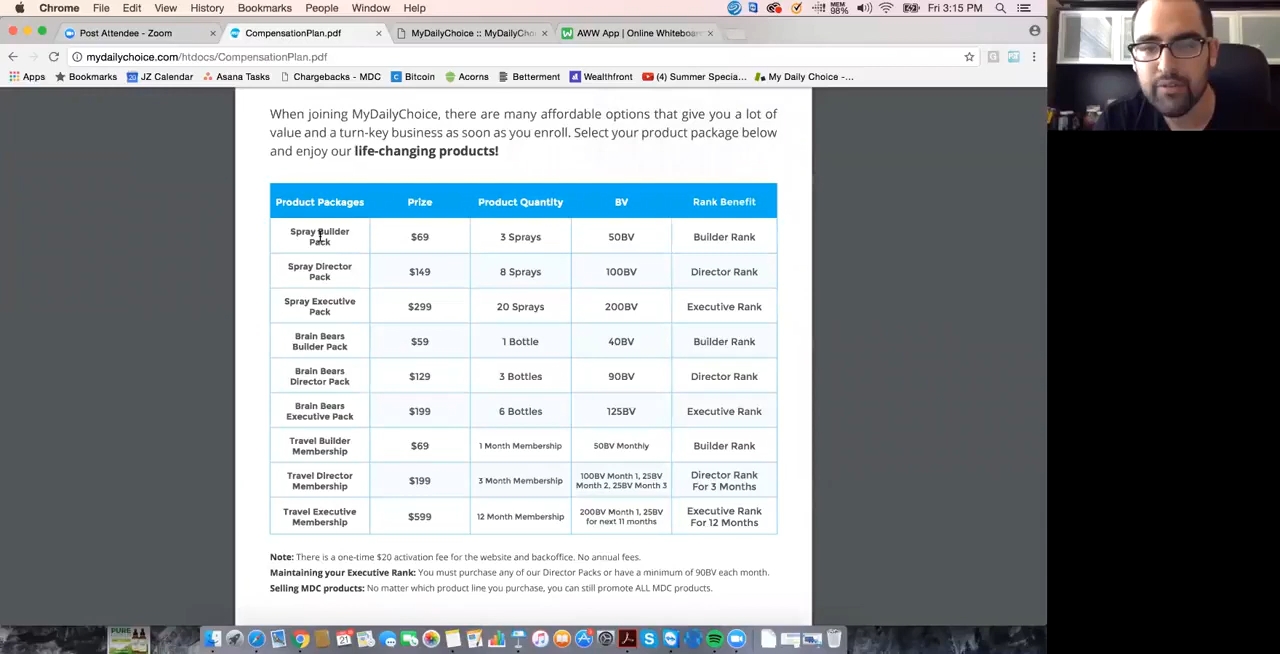 Chrome File Edit View History Bookmarks People Window Help MEM 98% Fri 3:15 PM
Post Attendee - Zoom CompensationPlan.pdf MyDailyChoice :: MyDailyCh AWW App | Online Whiteboar
mydailychoice.com/htdocs/CompensationPlan.pdf
Apps Bookmarks 20 JZ Calendar Asana Tasks Chargebacks - MDC C Bitcoin Acorns Betterment Wealthfront (4) Summer Specia... My Daily Choice -...
When joining MyDailyChoice, there are many affordable options that give you a lot of
value and a turn-key business as soon as you enroll. Select your product package below
and enjoy our life-changing products!
Product Packages Prize Product Quantity BV Rank Benefit
Spray Builder
Pack
$69 3 Sprays 50BV Builder Rank
Spray Director
Pack
$149 8 Sprays 100BV Director Rank
Spray Executive
Pack
$299 20 Sprays 200BV Executive Rank
Brain Bears
Builder Pack
$59 1 Bottle 40BV Builder Rank
Brain Bears
Director Pack
$129 3 Bottles 90BV Director Rank
Brain Bears
Executive Pack
$199 6 Bottles 125BV Executive Rank
Travel Builder
Membership
$69 1 Month Membership 50BV Monthly Builder Rank
Travel Director
Membership
$199 3 Month Membership
100BV Month 1, 25BV
Month 2, 25BV Month 3
Director Rank
For 3 Months
Travel Executive
Membership
$599 12 Month Membership
200BV Month 1, 25BV
for next 11 months
Executive Rank
For 12 Months
Note: There is a one-time $20 activation fee for the website and backoffice. No annual fees.
Maintaining your Executive Rank: You must purchase any of our Director Packs or have a minimum of 90BV each month.
Selling MDC products: No matter which product line you purchase, you can still promote ALL MDC products.
PURE
21